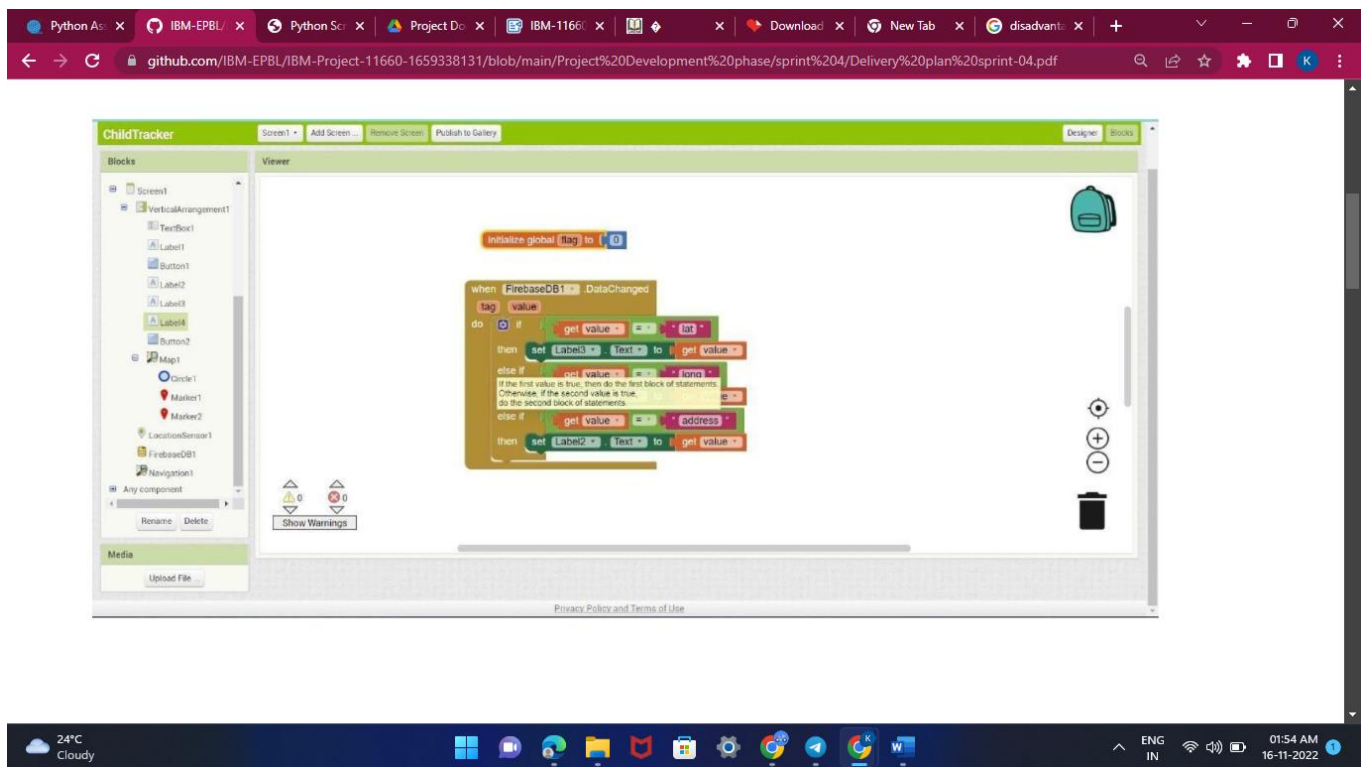 Python Ass
IBM-EPBL/
Python Scr
Project Do
IBM-11660
Download
New Tab
disadvanta
github.com/IBM-EPBL/IBM-Project-11660-1659338131/blob/main/Project%20Development%20phase/sprint%204/Delivery%20plan%20sprint-04.pdf
K
ChildTracker
Screen1
Add Screen ...
Remove Screen
Publish to Gallery
Designer
Blocks
Blocks
Viewer
Screen1
VerticalArrangement1
TextBox1
Label1
Button1
Label2
Label3
Label4
Button2
Map1
Circle1
Marker1
Marker2
LocationSensor1
FirebaseDB1
Navigation1
Any component
Rename
Delete
Media
Upload File ...
initialize global flag to 0
when FirebaseDB1 .DataChanged
tag value
do if get value = " lat "
then set Label3 . Text to get value
else if get value = " long "
If the first value is true, then do the first block of statements.
Otherwise, if the second value is true,
do the second block of statements.
else if get value = " address "
then set Label2 . Text to get value
0 0
Show Warnings
Privacy Policy and Terms of Use
24°C
Cloudy
ENG
IN
01:54 AM
16-11-2022
1